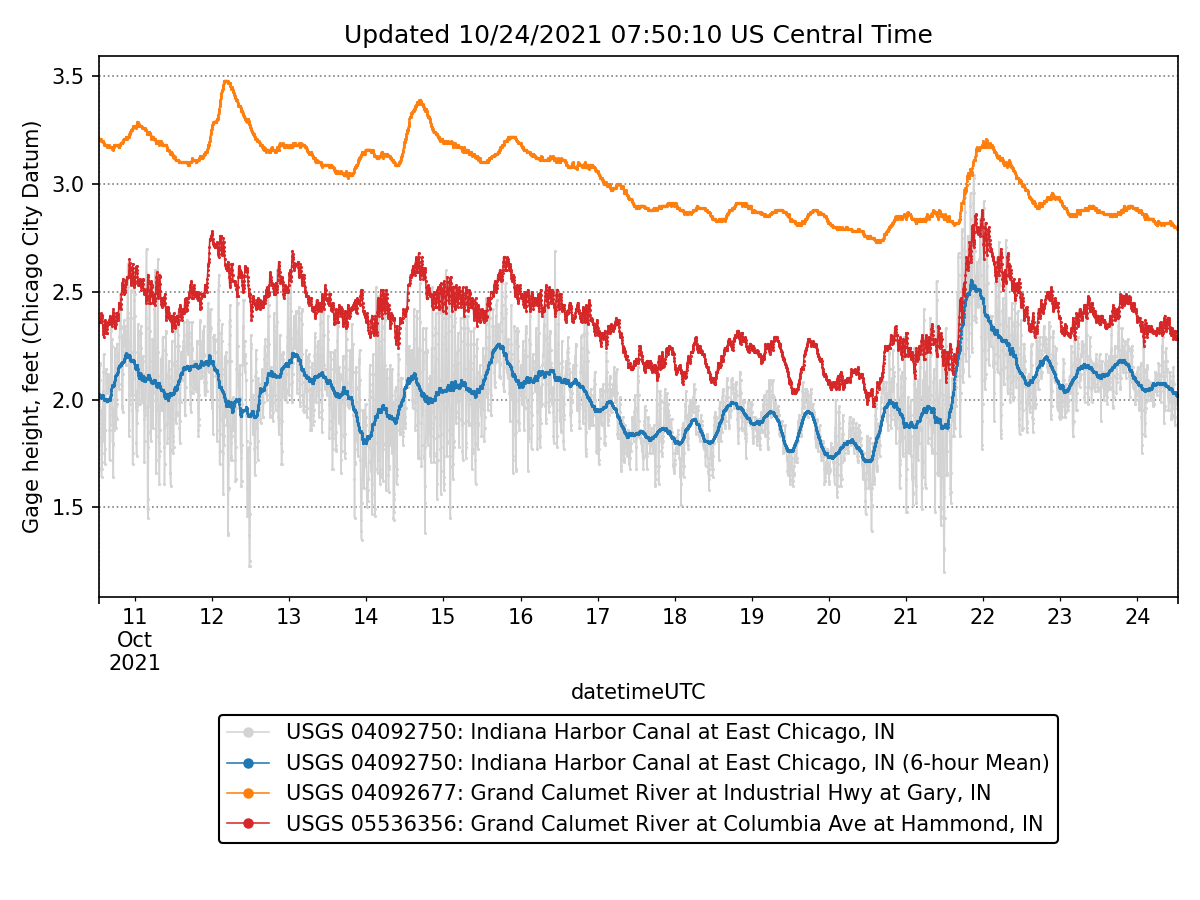 Updated 10/24/2021 07:50:10 US Central Time
Gage height, feet (Chicago City Datum)
3.5
3.0
2.5
2.0
1.5
11 12 13 14 15 16 17 18 19 20 21 22 23 24
Oct
2021
datetimeUTC
USGS 04092750: Indiana Harbor Canal at East Chicago, IN
USGS 04092750: Indiana Harbor Canal at East Chicago, IN (6-hour Mean)
USGS 04092677: Grand Calumet River at Industrial Hwy at Gary, IN
USGS 05536356: Grand Calumet River at Columbia Ave at Hammond, IN